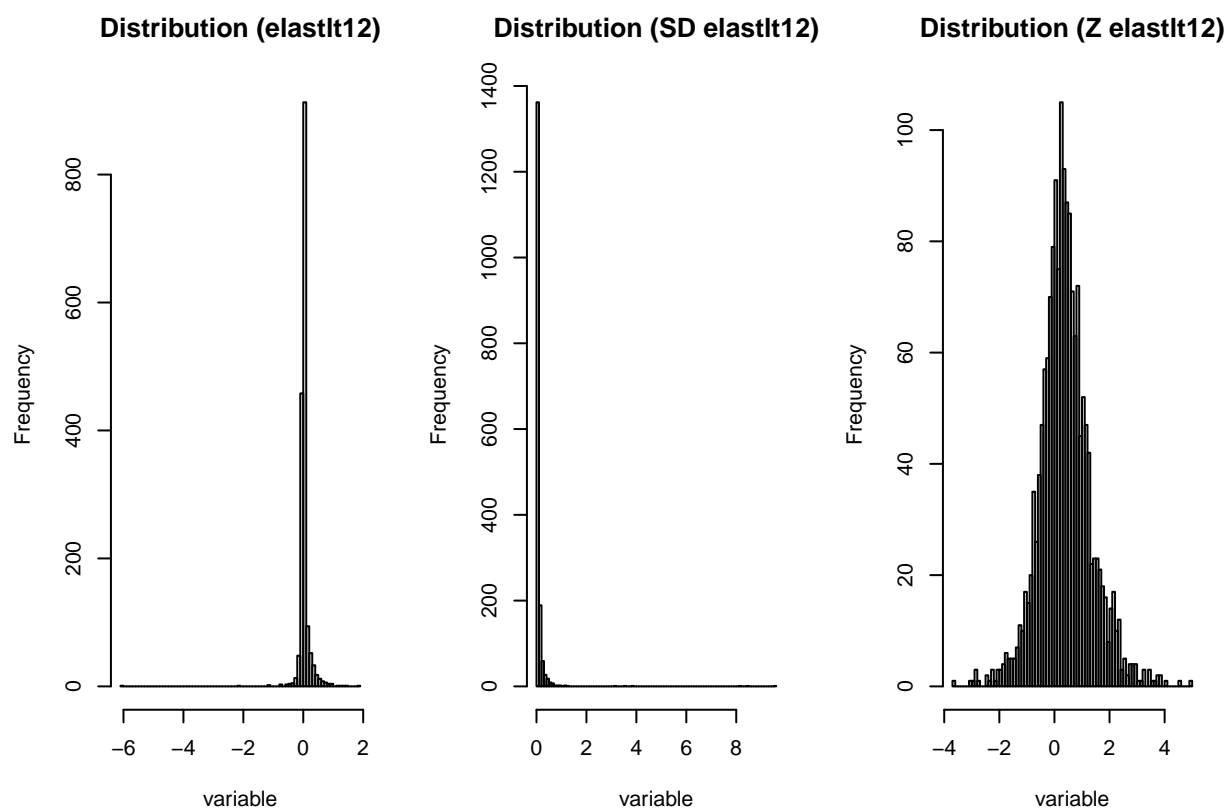 Distribution (elastlt12)
Frequency
800
600
400
200
0
−6 −4 −2 0 2
variable
Distribution (SD elastlt12)
Frequency
1400
1200
1000
800
600
400
200
0
0 2 4 6 8
variable
Distribution (Z elastlt12)
Frequency
100
80
60
40
20
0
−4 −2 0 2 4
variable